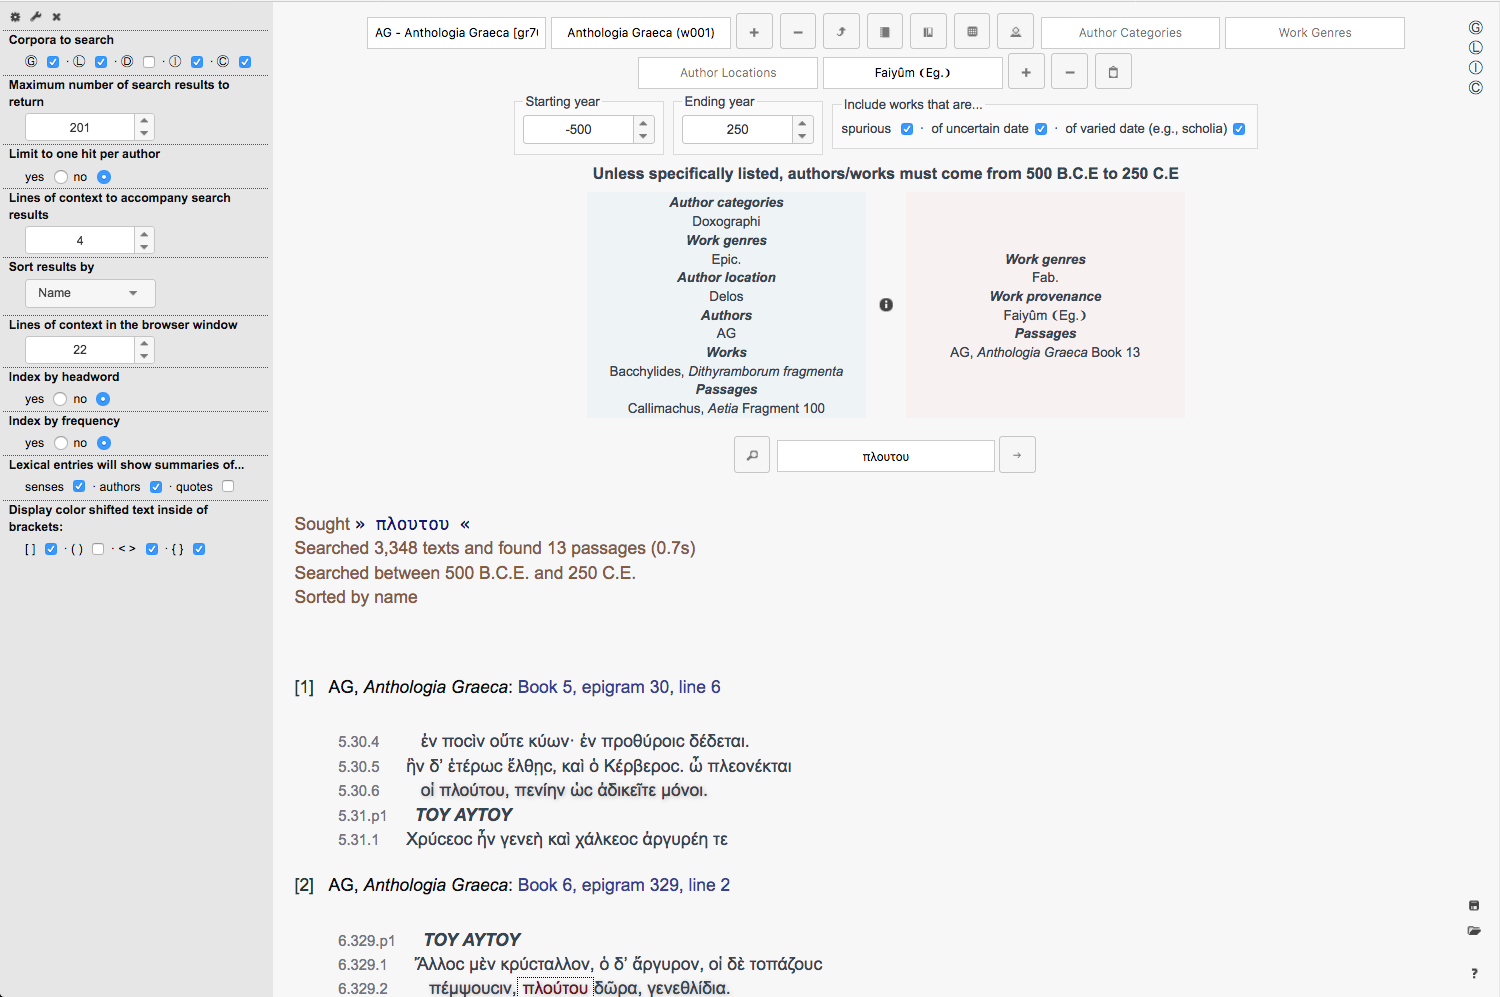 Corpora to search
Ⓖ · Ⓛ · Ⓓ · Ⓘ · Ⓒ
Maximum number of search results to
return
201
Limit to one hit per author
yes no
Lines of context to accompany search
results
4
Sort results by
Name
Lines of context in the browser window
22
Index by headword
yes no
Index by frequency
yes no
Lexical entries will show summaries of...
senses · authors · quotes
Display color shifted text inside of
brackets:
[ ] · ( ) · < > · { }
AG - Anthologia Graeca [gr70 Anthologia Graeca (w001) + − Author Categories Work Genres
Author Locations Faiyûm (Eg.) + −
Starting year Ending year Include works that are...
-500 250 spurious · of uncertain date · of varied date (e.g., scholia)
Unless specifically listed, authors/works must come from 500 B.C.E to 250 C.E
Author categories
Doxographi
Work genres
Epic.
Author location
Delos
Authors
AG
Works
Bacchylides, Dithyramborum fragmenta
Passages
Callimachus, Aetia Fragment 100
Work genres
Fab.
Work provenance
Faiyûm (Eg.)
Passages
AG, Anthologia Graeca Book 13
πλουτου →
Sought » πλουτου «
Searched 3,348 texts and found 13 passages (0.7s)
Searched between 500 B.C.E. and 250 C.E.
Sorted by name
[1] AG, Anthologia Graeca: Book 5, epigram 30, line 6
5.30.4 ἐν ποϲὶν οὔτε κύων· ἐν προθύροιϲ δέδεται.
5.30.5 ἢν δ’ ἑτέρωϲ ἔλθῃϲ, καὶ ὁ Κέρβεροϲ. ὦ πλεονέκται
5.30.6 οἱ πλούτου, πενίην ὡϲ ἀδικεῖτε μόνοι.
5.31.p1 ΤΟΥ ΑΥΤΟΥ
5.31.1 Χρύϲεοϲ ἦν γενεὴ καὶ χάλκεοϲ ἀργυρέη τε
[2] AG, Anthologia Graeca: Book 6, epigram 329, line 2
6.329.p1 ΤΟΥ ΑΥΤΟΥ
6.329.1 Ἄλλοϲ μὲν κρύϲταλλον, ὁ δ’ ἄργυρον, οἱ δὲ τοπάζουϲ
6.329.2 πέμψουϲιν, πλούτου δῶρα, γενεθλίδια.
Ⓖ
Ⓛ
Ⓘ
Ⓒ
?